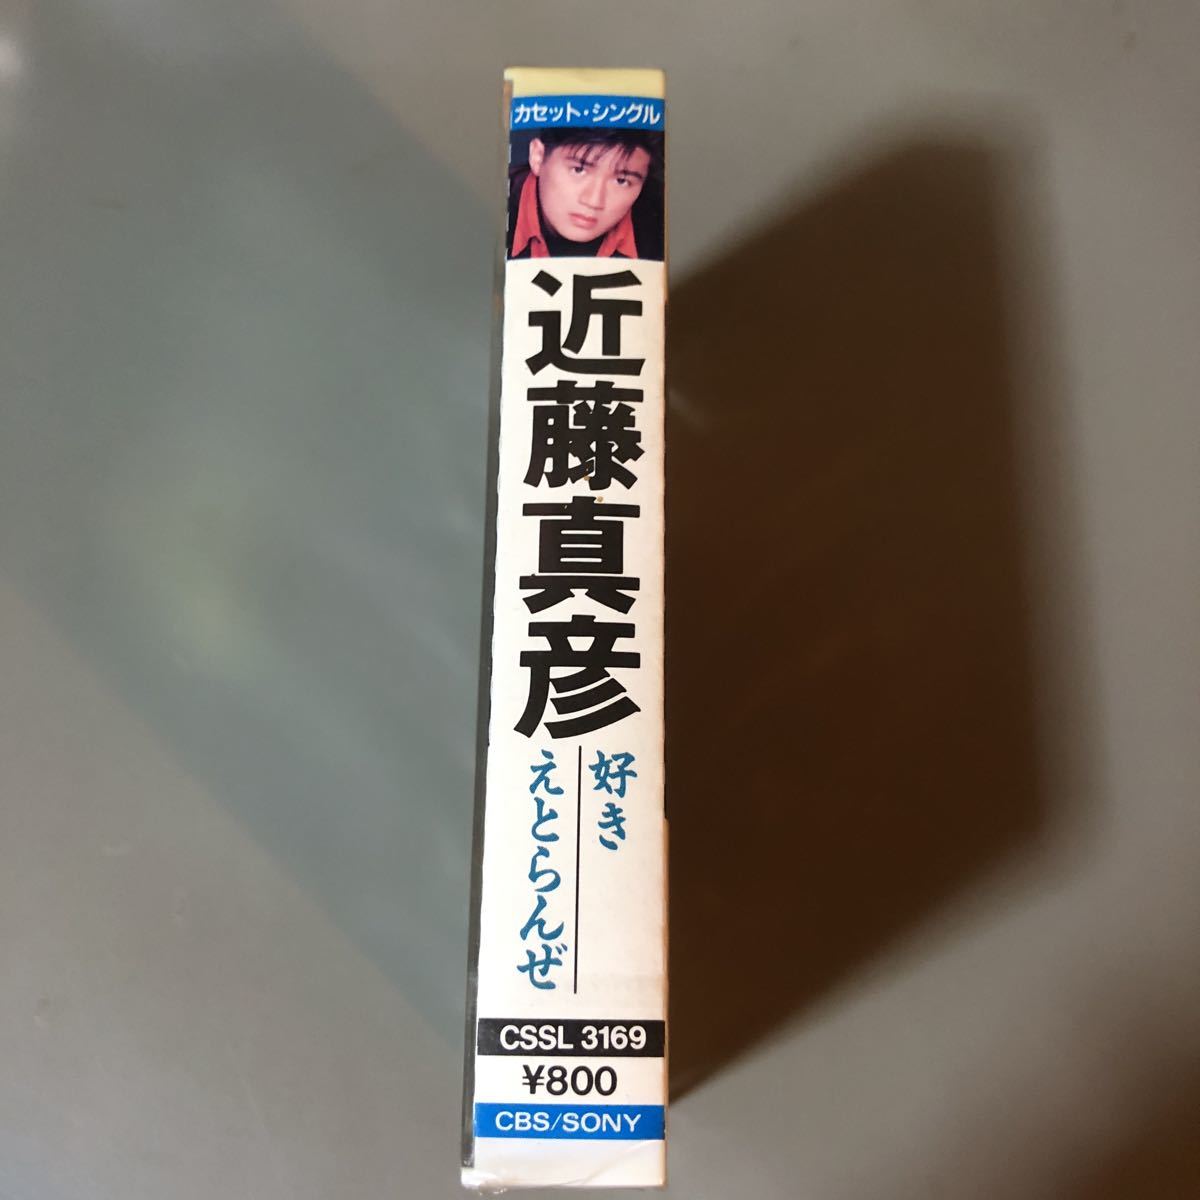 カセット・シングル
近藤真彦
好き
えとらんぜ
CSSL 3169
¥800
CBS/SONY